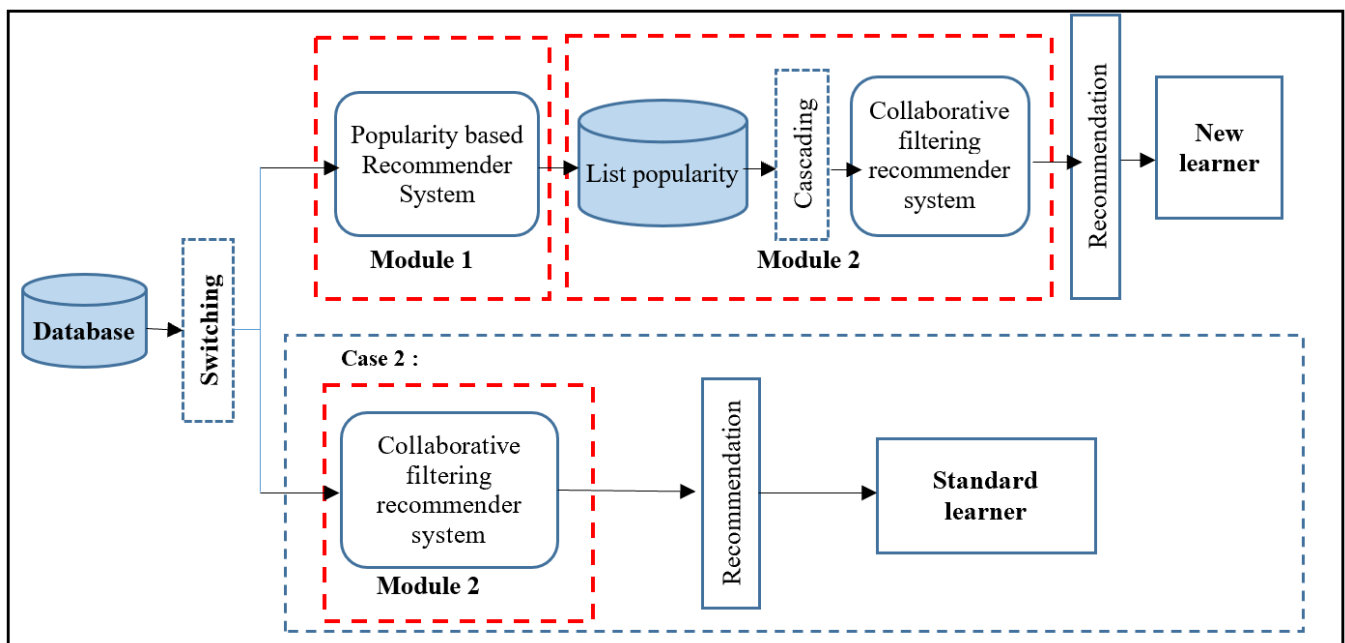 Popularity based
Recommender
System
Module 1
List popularity
Cascading
Collaborative
filtering
recommender
system
Module 2
Recommendation
New
learner
Database
Switching
Case 2 :
Collaborative
filtering
recommender
system
Module 2
Recommendation
Standard
learner